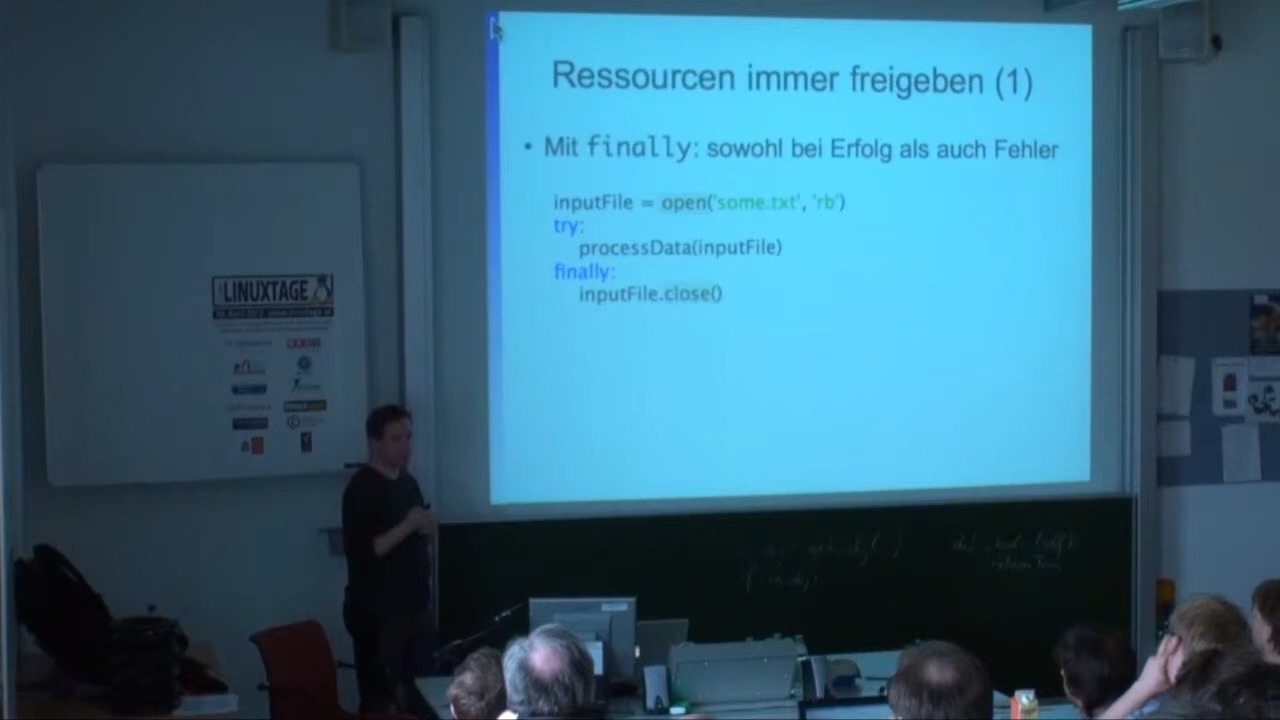 Ressourcen immer freigeben (1)
• Mit finally: sowohl bei Erfolg als auch Fehler
inputFile = open('some.txt', 'rb')
try:
processData(inputFile)
finally:
inputFile.close()
LINUXTAGE